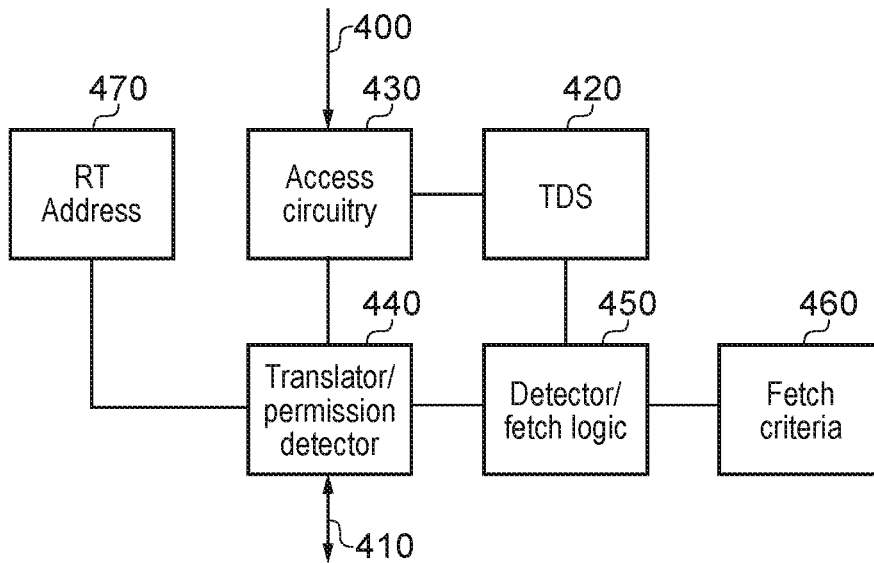 400
470
430
420
RT
Address
Access
circuitry
TDS
440
450
460
Translator/
permission
detector
Detector/
fetch logic
Fetch
criteria
410